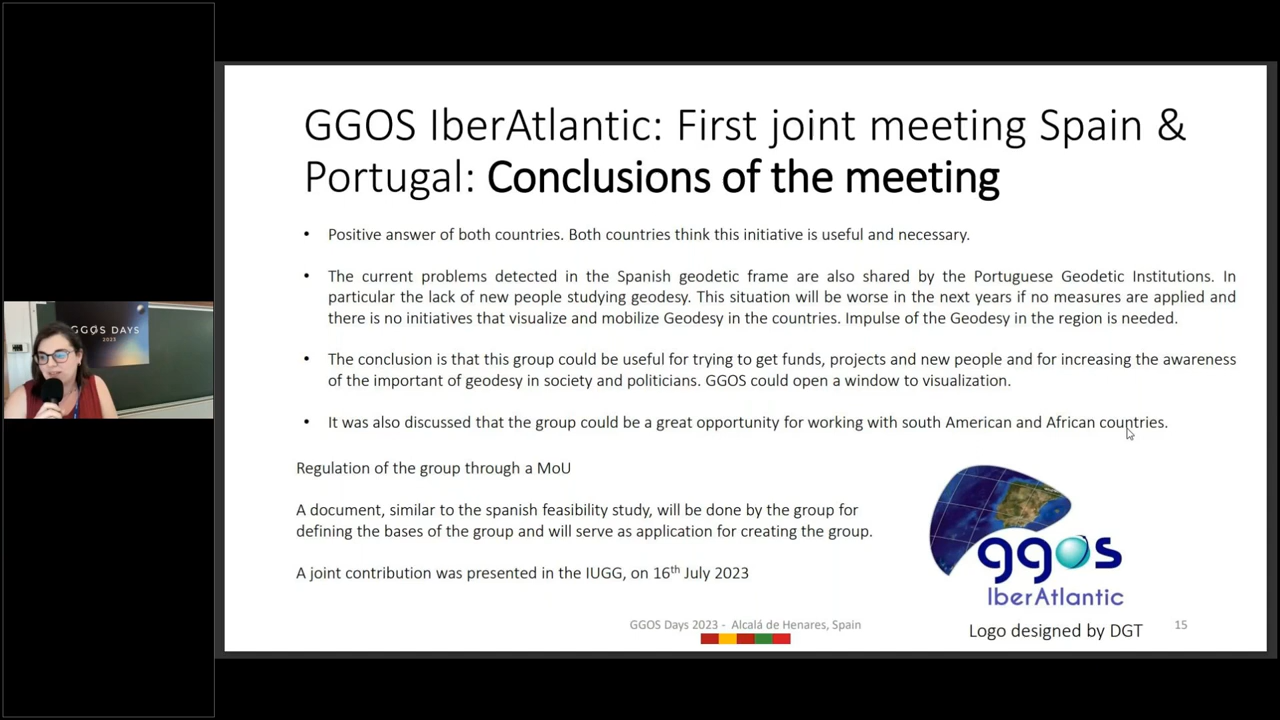 GGOS IberAtlantic: First joint meeting Spain &
Portugal: Conclusions of the meeting
• Positive answer of both countries. Both countries think this initiative is useful and necessary.
• The current problems detected in the Spanish geodetic frame are also shared by the Portuguese Geodetic Institutions. In
particular the lack of new people studying geodesy. This situation will be worse in the next years if no measures are applied and
there is no initiatives that visualize and mobilize Geodesy in the countries. Impulse of the Geodesy in the region is needed.
• The conclusion is that this group could be useful for trying to get funds, projects and new people and for increasing the awareness
of the important of geodesy in society and politicians. GGOS could open a window to visualization.
• It was also discussed that the group could be a great opportunity for working with south American and African countries.
Regulation of the group through a MoU
A document, similar to the spanish feasibility study, will be done by the group for
defining the bases of the group and will serve as application for creating the group.
A joint contribution was presented in the IUGG, on 16th July 2023
ggos
IberAtlantic
Logo designed by DGT
GGOS Days 2023 - Alcalá de Henares, Spain
15
GGOS DAYS
2023